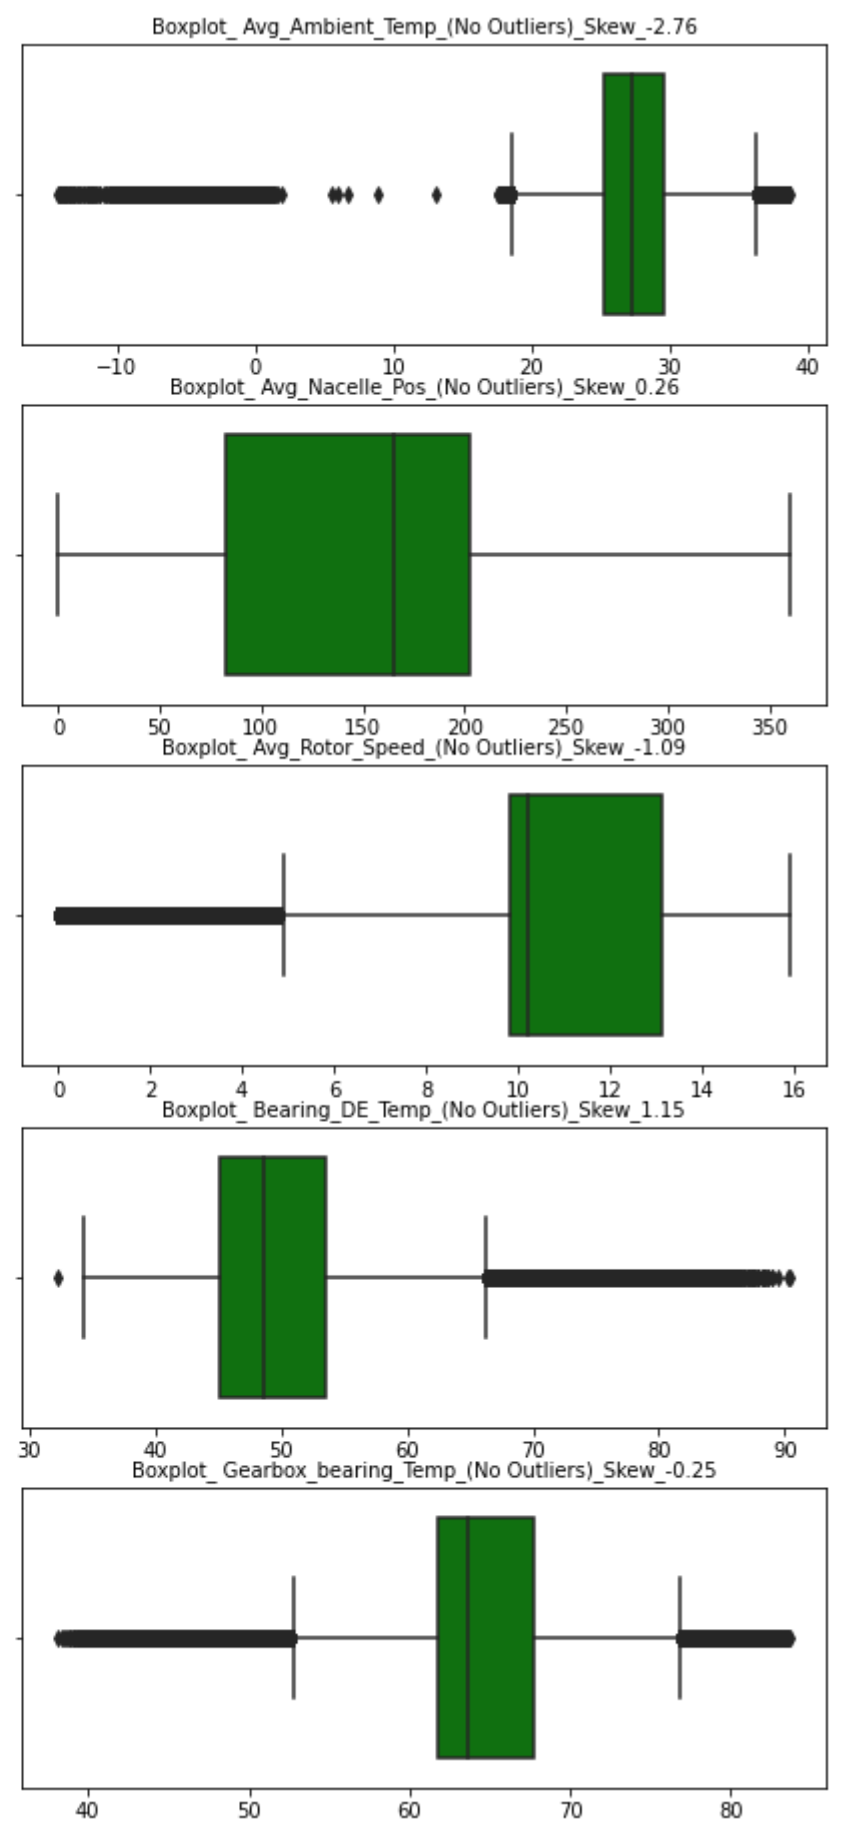 Boxplot_ Avg_Ambient_Temp_(No Outliers)_Skew_-2.76
−10 0 10 20 30 40
Boxplot_ Avg_Nacelle_Pos_(No Outliers)_Skew_0.26
0 50 100 150 200 250 300 350
Boxplot_ Avg_Rotor_Speed_(No Outliers)_Skew_-1.09
0 2 4 6 8 10 12 14 16
Boxplot_ Bearing_DE_Temp_(No Outliers)_Skew_1.15
30 40 50 60 70 80 90
Boxplot_ Gearbox_bearing_Temp_(No Outliers)_Skew_-0.25
40 50 60 70 80